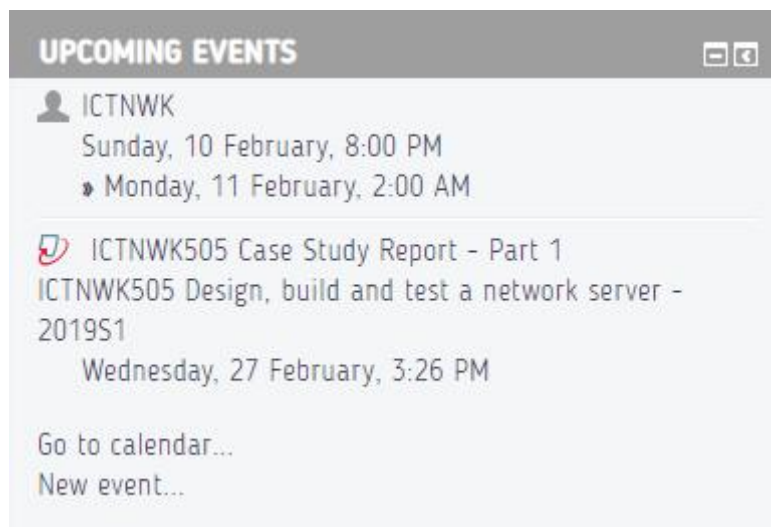 UPCOMING EVENTS
ICTNWK
Sunday, 10 February, 8:00 PM
» Monday, 11 February, 2:00 AM
ICTNWK505 Case Study Report - Part 1
ICTNWK505 Design, build and test a network server -
2019S1
Wednesday, 27 February, 3:26 PM
Go to calendar...
New event...